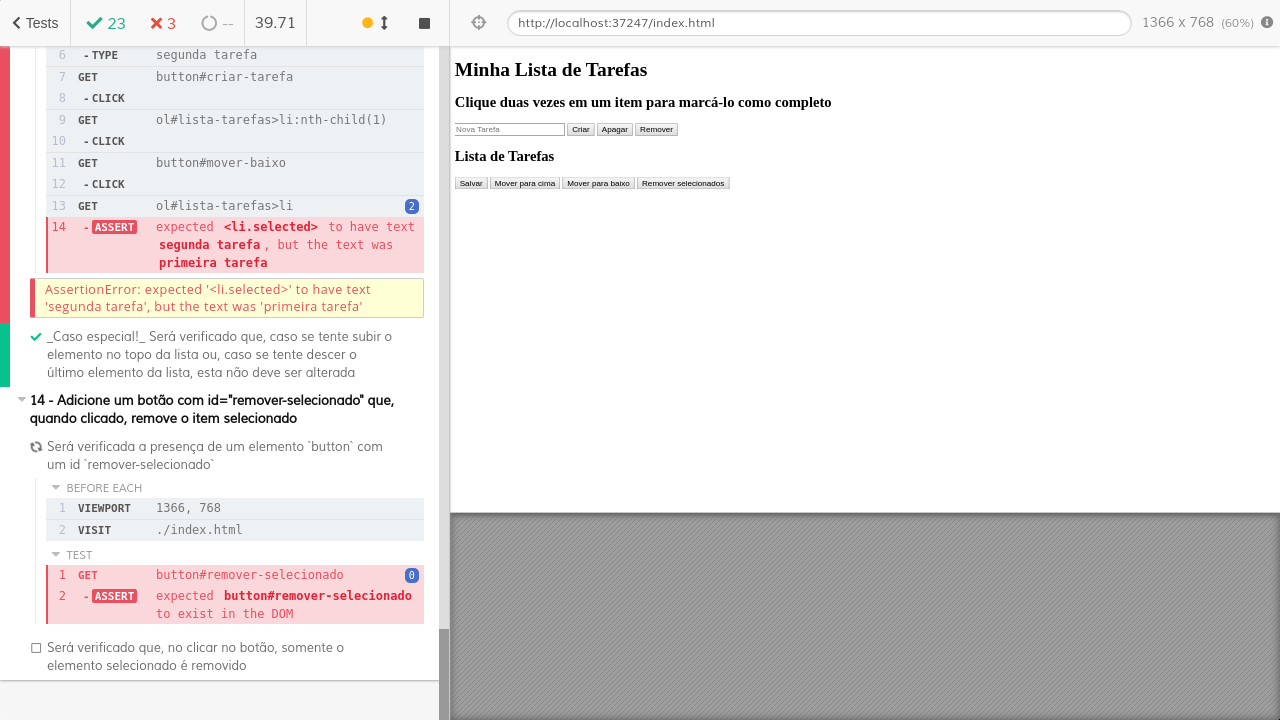 Tests 23 3 -- 39.71
http://localhost:37247/index.html 1366 x 768 (60%)
6 - TYPE segunda tarefa
7 GET button#criar-tarefa
8 - CLICK
9 GET ol#lista-tarefas>li:nth-child(1)
10 - CLICK
11 GET button#mover-baixo
12 - CLICK
13 GET ol#lista-tarefas>li 2
14 - ASSERT expected <li.selected> to have text
segunda tarefa, but the text was
primeira tarefa
AssertionError: expected '<li.selected>' to have text
'segunda tarefa', but the text was 'primeira tarefa'
_Caso especial!_ Será verificado que, caso se tente subir o
elemento no topo da lista ou, caso se tente descer o
último elemento da lista, esta não deve ser alterada
14 - Adicione um botão com id="remover-selecionado" que,
quando clicado, remove o item selecionado
Será verificada a presença de um elemento `button` com
um id `remover-selecionado`
BEFORE EACH
1 VIEWPORT 1366, 768
2 VISIT ./index.html
TEST
1 GET button#remover-selecionado 0
2 - ASSERT expected button#remover-selecionado
to exist in the DOM
Será verificado que, no clicar no botão, somente o
elemento selecionado é removido
Minha Lista de Tarefas
Clique duas vezes em um item para marcá-lo como completo
Nova Tarefa Criar Apagar Remover
Lista de Tarefas
Salvar Mover para cima Mover para baixo Remover selecionados